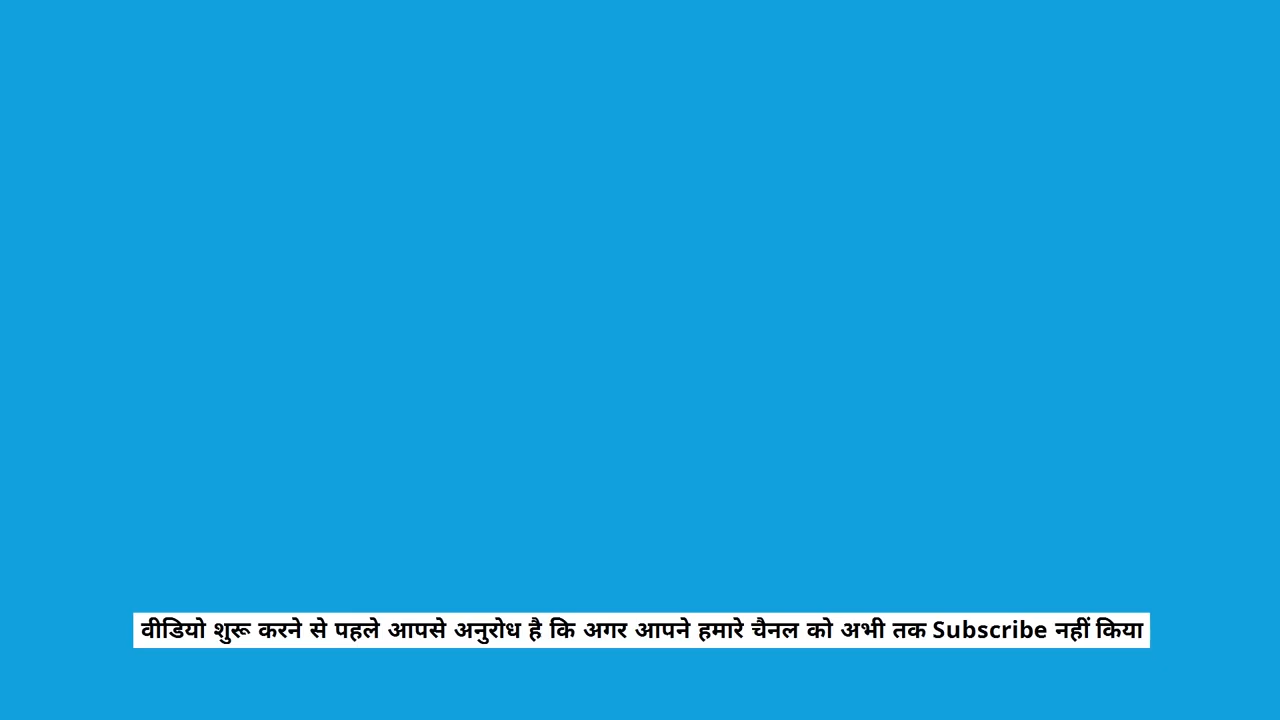 वीडियो शुरू करने से पहले आपसे अनुरोध है कि अगर आपने हमारे चैनल को अभी तक Subscribe नहीं किया